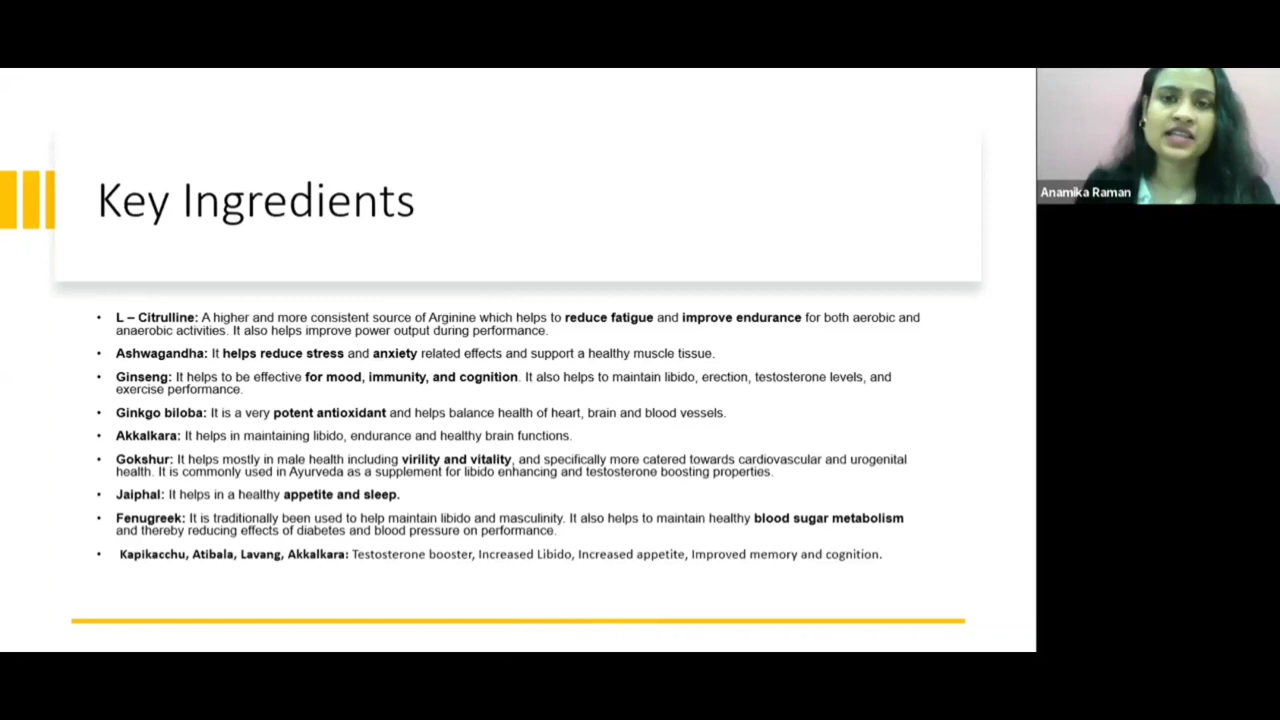 Key Ingredients
• L – Citrulline: A higher and more consistent source of Arginine which helps to reduce fatigue and improve endurance for both aerobic and
anaerobic activities. It also helps improve power output during performance.
• Ashwagandha: It helps reduce stress and anxiety related effects and support a healthy muscle tissue.
• Ginseng: It helps to be effective for mood, immunity, and cognition. It also helps to maintain libido, erection, testosterone levels, and
exercise performance.
• Ginkgo biloba: It is a very potent antioxidant and helps balance health of heart, brain and blood vessels.
• Akkalkara: It helps in maintaining libido, endurance and healthy brain functions.
• Gokshur: It helps mostly in male health including virility and vitality, and specifically more catered towards cardiovascular and urogenital
health. It is commonly used in Ayurveda as a supplement for libido enhancing and testosterone boosting properties.
• Jaiphal: It helps in a healthy appetite and sleep.
• Fenugreek: It is traditionally been used to help maintain libido and masculinity. It also helps to maintain healthy blood sugar metabolism
and thereby reducing effects of diabetes and blood pressure on performance.
• Kapikacchu, Atibala, Lavang, Akkalkara: Testosterone booster, Increased Libido, Increased appetite, Improved memory and cognition.
Anamika Raman